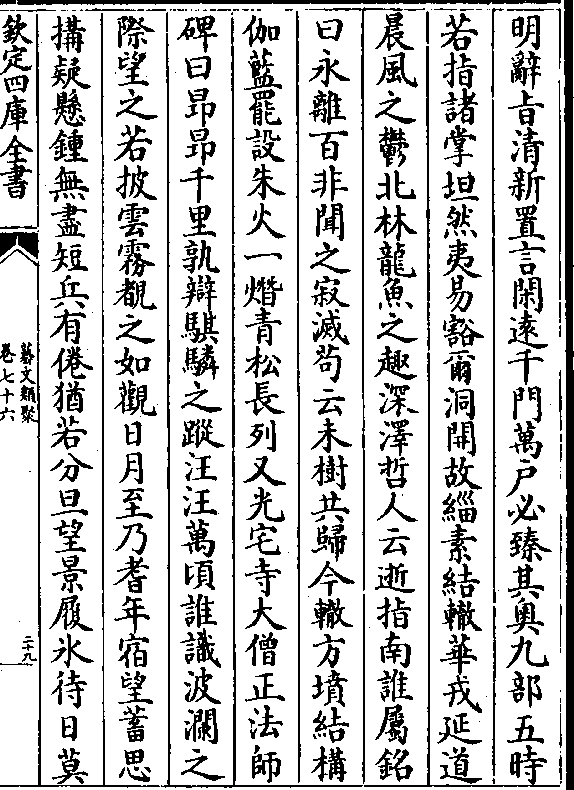 明辭旨清新置言閑遠千門萬戶必臻其奧九部五時
若指諸掌坦然夷易豁爾洞開故緇素結轍華戎延道
晨風之鬱北林龍魚之趣深澤哲人云逝指南誰屬銘
曰永離百非聞之寂滅茍云未樹共歸今轍方墳結構
伽藍罷設朱火一熸青松長列又光宅寺大僧正法師
碑曰昂昂千里孰辯騏驎之蹤汪汪萬頃誰識波瀾之
際望之若披雲霧覩之如觀日月至乃耆年宿望蓄思
搆疑懸鍾無盡短兵有倦猶若分旦望景履氷待日莫
欽定四庫全書
藝文類聚
卷七十六
二十九